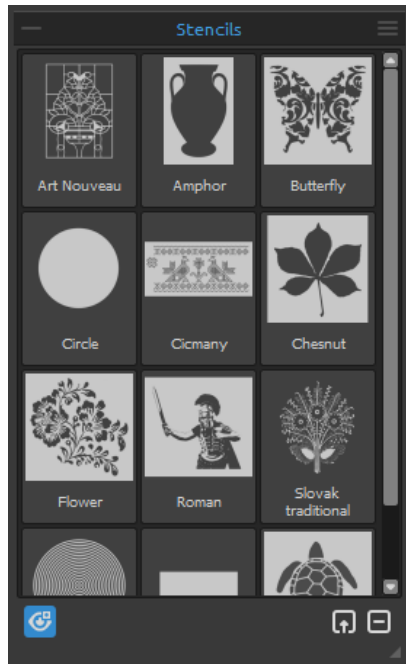 Stencils
Art Nouveau
Amphor
Butterfly
Circle
Cicmany
Chesnut
Flower
Roman
Slovak
traditional